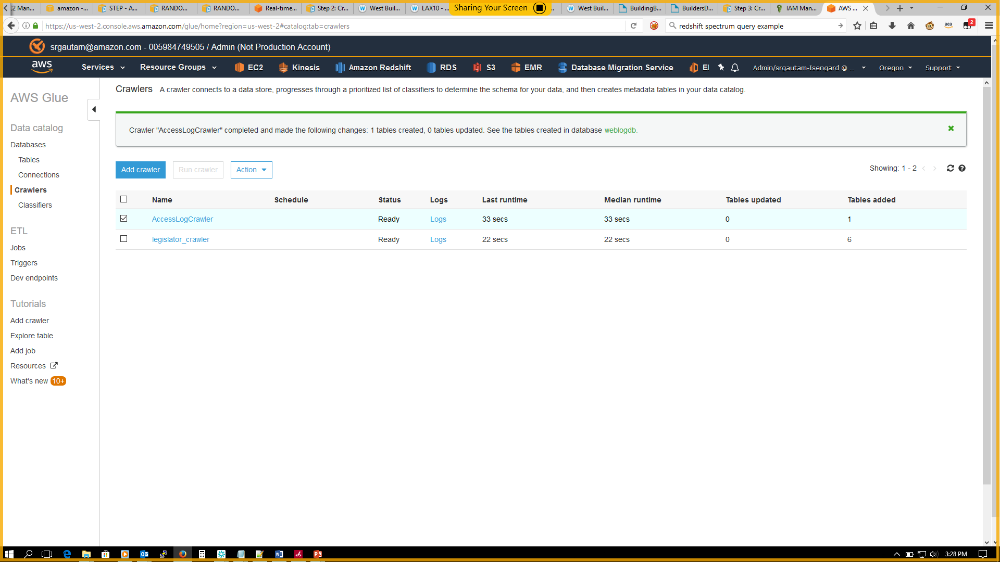 C2 Man...
amazon -...
STEP - A...
RANDO...
RANDO...
Real-time...
Step 2: Cr...
West Buil...
LAX10 - ...
Sharing Your Screen
West Buil...
BuildingB...
BuildersD...
Step 3: Cr...
IAM Man...
AWS ...
https://us-west-2.console.aws.amazon.com/glue/home?region=us-west-2#catalog:tab=crawlers
redshift spectrum query example
aea
2
srgautam@amazon.com - 005984749505 / Admin (Not Production Account)
aws
Services
Resource Groups
EC2
Kinesis
Amazon Redshift
RDS
S3
EMR
Database Migration Service
El
Admin/srgautam-Isengard @ ...
Oregon
Support
AWS Glue
Data catalog
Databases
Tables
Connections
Crawlers
Classifiers
ETL
Jobs
Triggers
Dev endpoints
Tutorials
Add crawler
Explore table
Add job
Resources
What's new 10+
Crawlers A crawler connects to a data store, progresses through a prioritized list of classifiers to determine the schema for your data, and then creates metadata tables in your data catalog.
Crawler "AccessLogCrawler" completed and made the following changes: 1 tables created, 0 tables updated. See the tables created in database weblogdb.
Add crawler
Run crawler
Action
Showing: 1 - 2
Name Schedule Status Logs Last runtime Median runtime Tables updated Tables added
AccessLogCrawler Ready Logs 33 secs 33 secs 0 1
legislator_crawler Ready Logs 22 secs 22 secs 0 6
3:28 PM